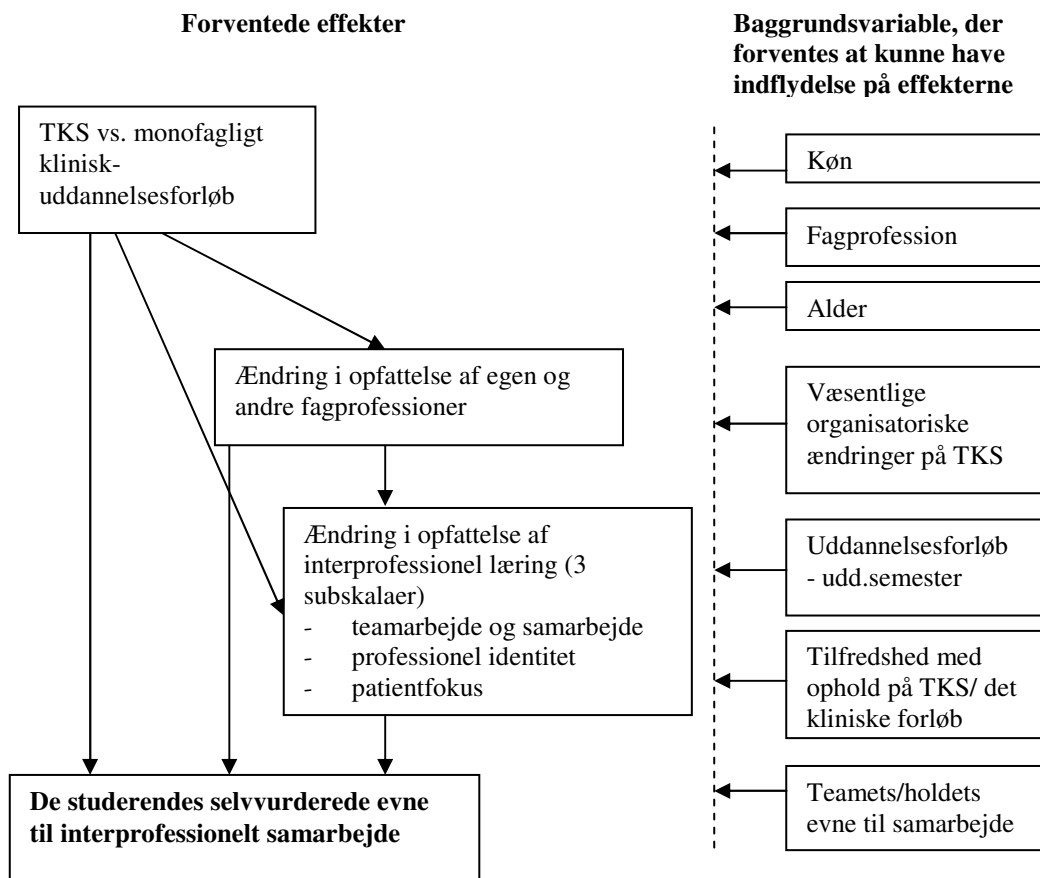 Forventede effekter
Baggrundsvariable, der
forventes at kunne have
indflydelse på effekterne
TKS vs. monofagligt
klinisk-
uddannelsesforløb
Ændring i opfattelse af egen og
andre fagprofessioner
Ændring i opfattelse af
interprofessionel læring (3
subskalaer)
- teamarbejde og samarbejde
- professionel identitet
- patientfokus
De studerendes selvvurderede evne
til interprofessionelt samarbejde
Køn
Fagprofession
Alder
Væsentlige
organisatoriske
ændringer på TKS
Uddannelsesforløb
- udd.semester
Tilfredshed med
ophold på TKS/ det
kliniske forløb
Teamets/holdets
evne til samarbejde